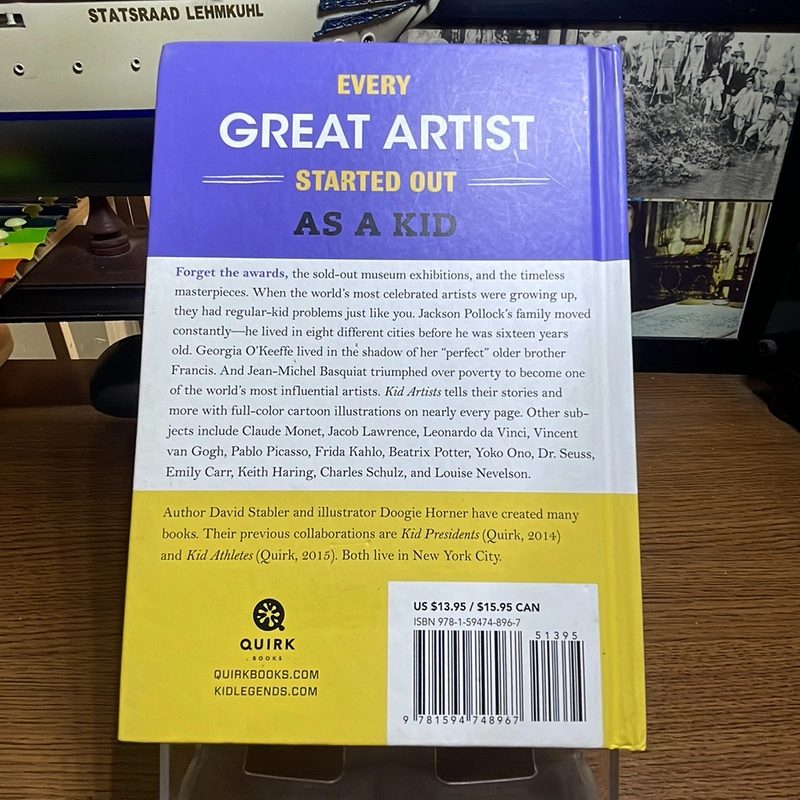 STATSRAAD LEHMKUHL
EVERY
GREAT ARTIST
STARTED OUT
AS A KID
Forget the awards, the sold-out museum exhibitions, and the timeless
masterpieces. When the world's most celebrated artists were growing up,
they had regular-kid problems just like you. Jackson Pollock's family moved
constantly—he lived in eight different cities before he was sixteen years
old. Georgia O'Keeffe lived in the shadow of her "perfect" older brother
Francis. And Jean-Michel Basquiat triumphed over poverty to become one
of the world's most influential artists. Kid Artists tells their stories and
more with full-color cartoon illustrations on nearly every page. Other sub-
jects include Claude Monet, Jacob Lawrence, Leonardo da Vinci, Vincent
van Gogh, Pablo Picasso, Frida Kahlo, Beatrix Potter, Yoko Ono, Dr. Seuss,
Emily Carr, Keith Haring, Charles Schulz, and Louise Nevelson.
Author David Stabler and illustrator Doogie Horner have created many
books. Their previous collaborations are Kid Presidents (Quirk, 2014)
and Kid Athletes (Quirk, 2015). Both live in New York City.
QUIRK
BOOKS
QUIRKBOOKS.COM
KIDLEGENDS.COM
US $13.95 / $15.95 CAN
ISBN 978-1-59474-896-7
51395
9 781594 748967